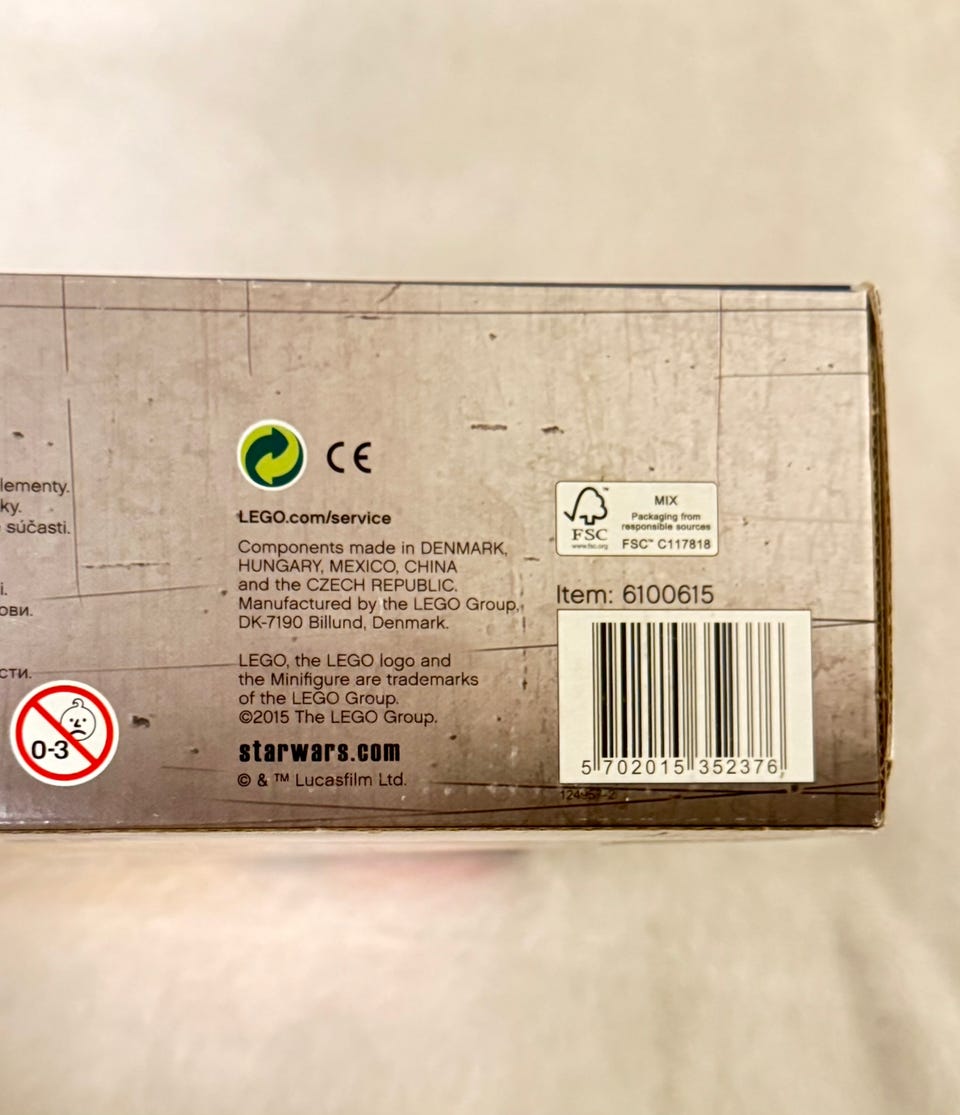 lementy.
ky.
súčasti.
i.
ови.
сти.
0-3
CE
LEGO.com/service
Components made in DENMARK,
HUNGARY, MEXICO, CHINA
and the CZECH REPUBLIC.
Manufactured by the LEGO Group,
DK-7190 Billund, Denmark.
LEGO, the LEGO logo and
the Minifigure are trademarks
of the LEGO Group.
©2015 The LEGO Group.
starwars.com
© & ™ Lucasfilm Ltd.
FSC
www.fsc.org
MIX
Packaging from
responsible sources
FSC™ C117818
Item: 6100615
5 702015 352376